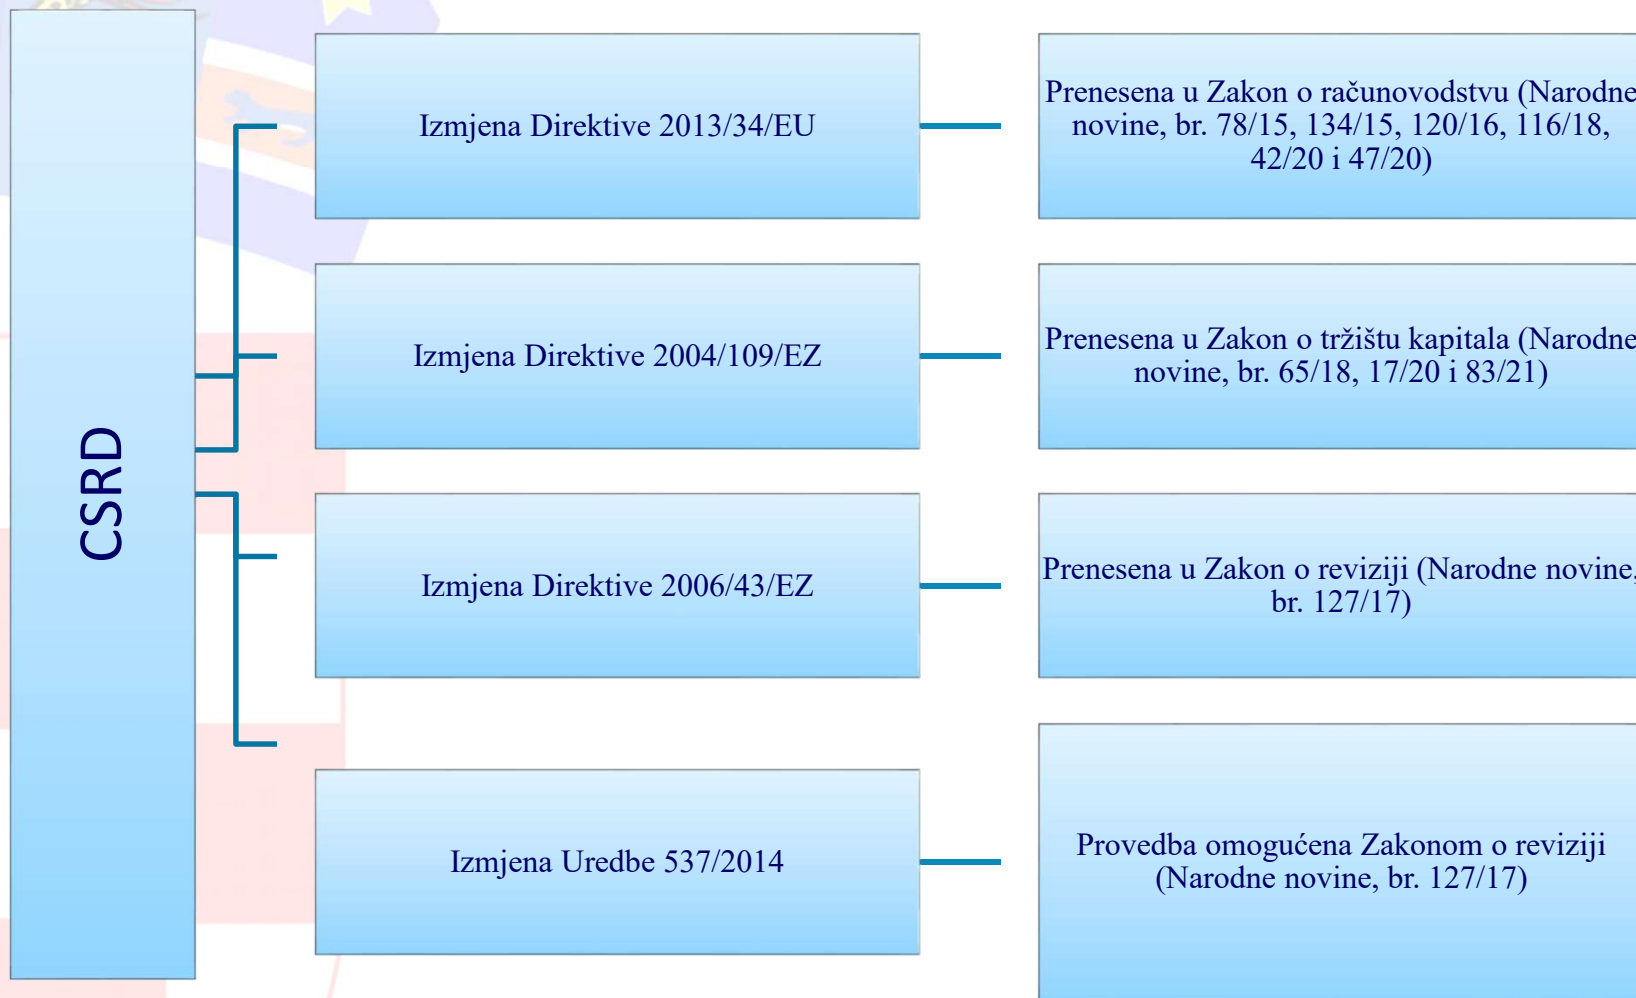 CSRD
Izmjena Direktive 2013/34/EU
Prenesena u Zakon o računovodstvu (Narodne
novine, br. 78/15, 134/15, 120/16, 116/18,
42/20 i 47/20)
Izmjena Direktive 2004/109/EZ
Prenesena u Zakon o tržištu kapitala (Narodne
novine, br. 65/18, 17/20 i 83/21)
Izmjena Direktive 2006/43/EZ
Prenesena u Zakon o reviziji (Narodne novine,
br. 127/17)
Izmjena Uredbe 537/2014
Provedba omogućena Zakonom o reviziji
(Narodne novine, br. 127/17)